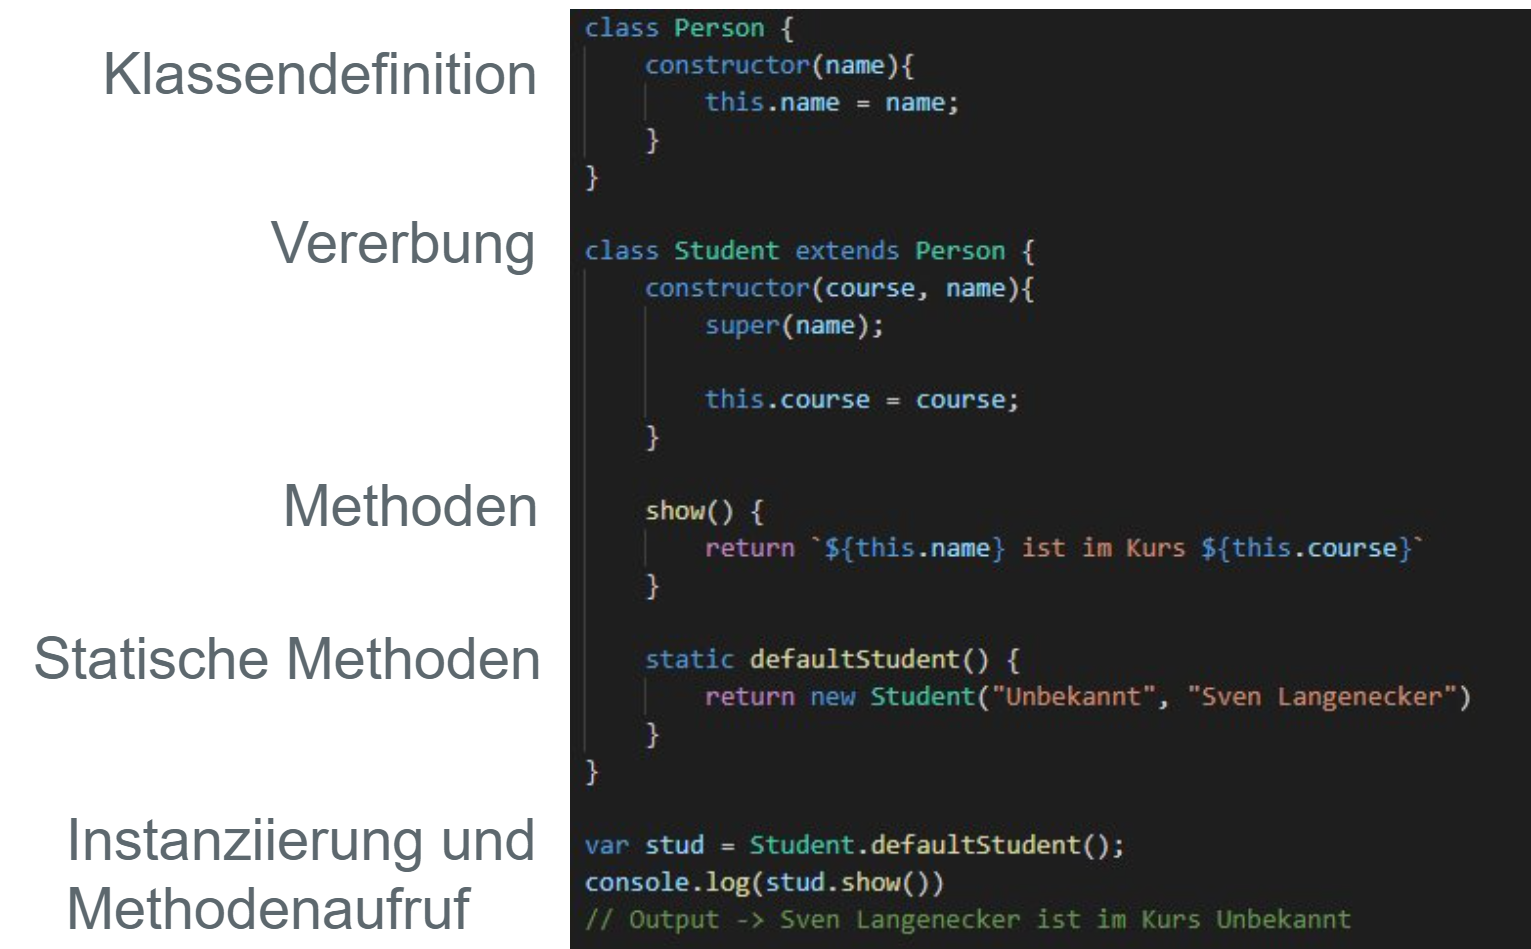 Klassendefinition
class Person {
constructor(name){
this.name = name;
}
}
Vererbung
class Student extends Person {
constructor(course, name){
super(name);
this.course = course;
}
Methoden
show() {
return `${this.name} ist im Kurs ${this.course}`
}
Statische Methoden
static defaultStudent() {
return new Student("Unbekannt", "Sven Langenecker")
}
}
Instanziierung und
Methodenaufruf
var stud = Student.defaultStudent();
console.log(stud.show())
// Output -> Sven Langenecker ist im Kurs Unbekannt